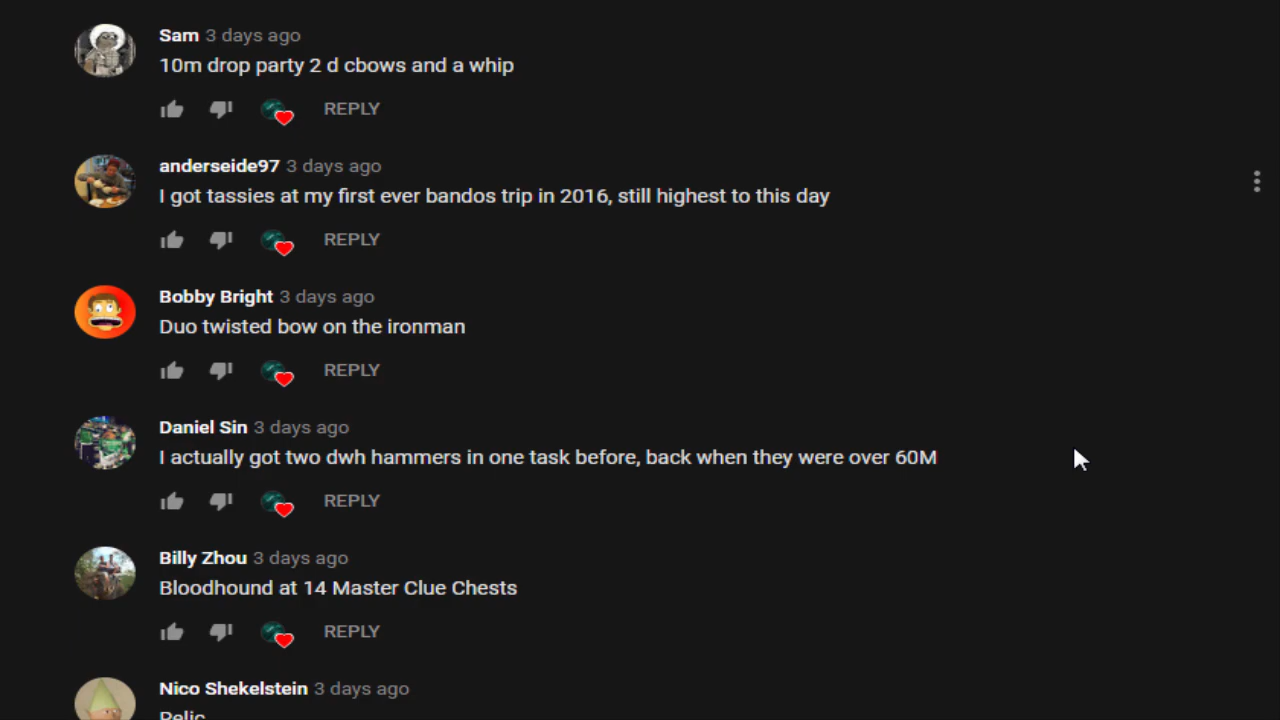 Sam 3 days ago
10m drop party 2 d cbows and a whip
REPLY
anderseide97 3 days ago
I got tassies at my first ever bandos trip in 2016, still highest to this day
REPLY
Bobby Bright 3 days ago
Duo twisted bow on the ironman
REPLY
Daniel Sin 3 days ago
I actually got two dwh hammers in one task before, back when they were over 60M
REPLY
Billy Zhou 3 days ago
Bloodhound at 14 Master Clue Chests
REPLY
Nico Shekelstein 3 days ago